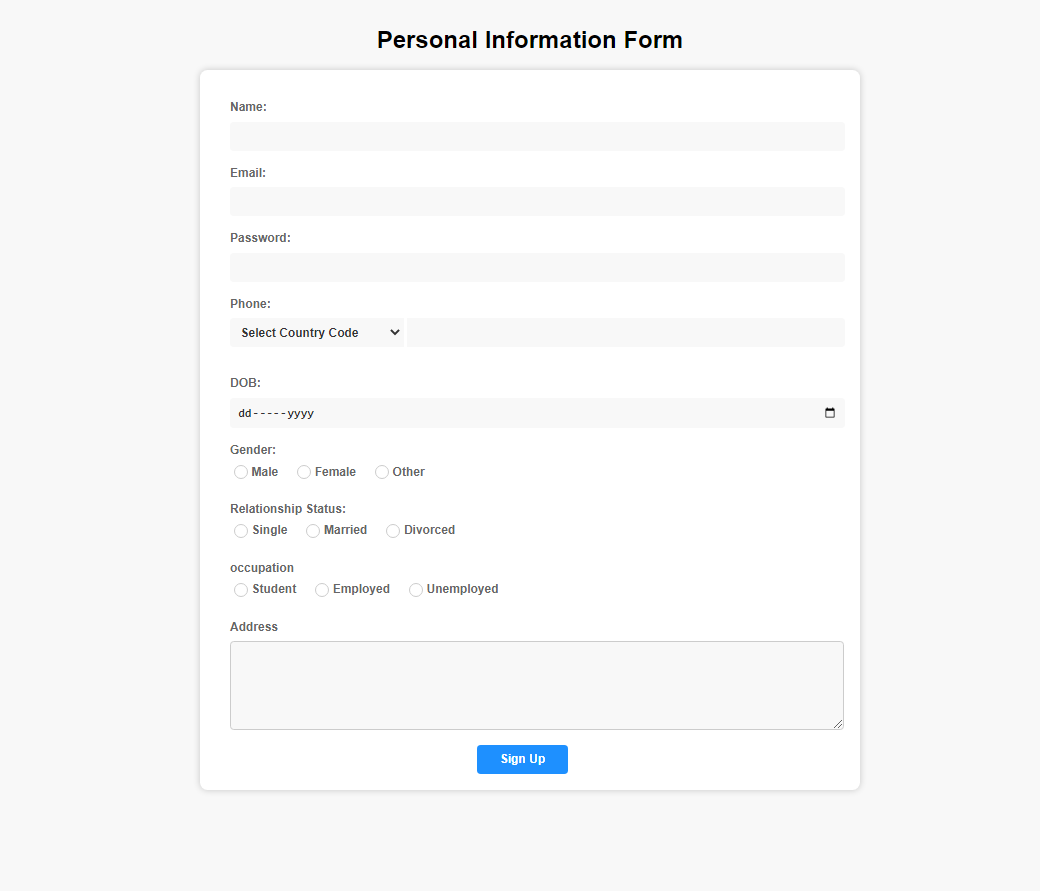 Personal Information Form
Name:
Email:
Password:
Phone:
Select Country Code
DOB:
dd-----yyyy
Gender:
Male Female Other
Relationship Status:
Single Married Divorced
occupation
Student Employed Unemployed
Address
Sign Up